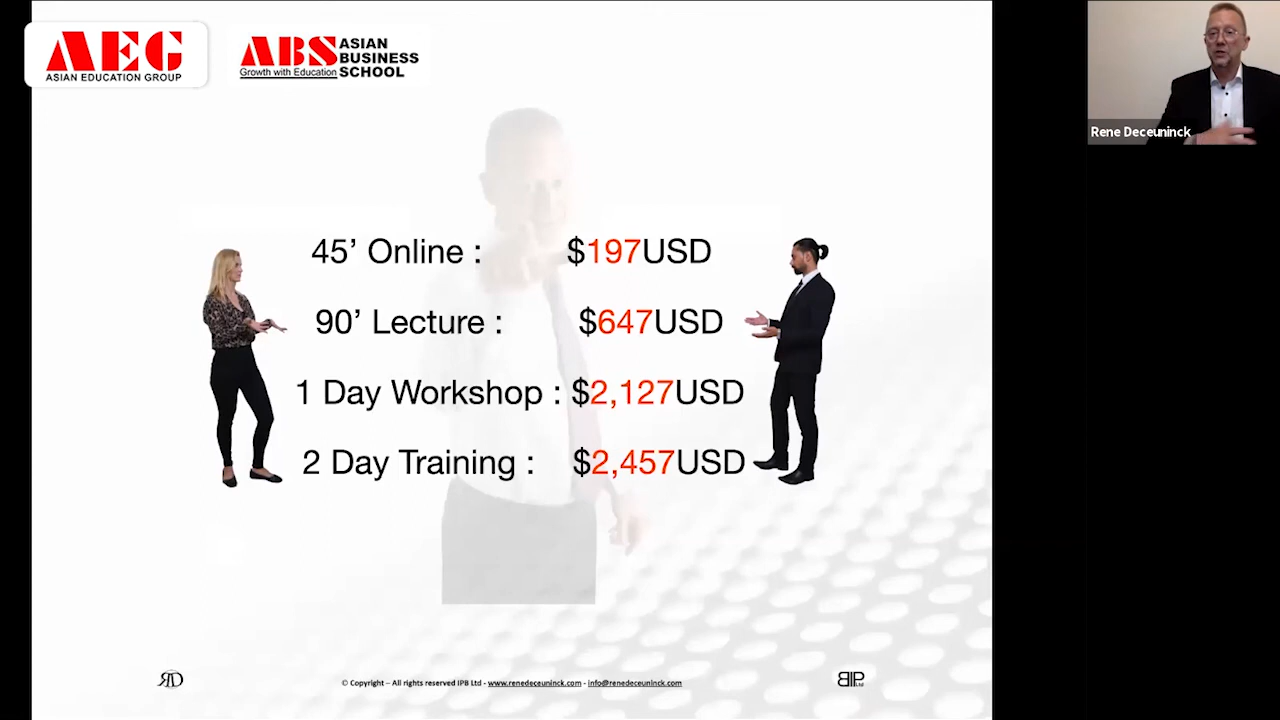 AEG
ASIAN EDUCATION GROUP
ABS ASIAN BUSINESS SCHOOL
Growth with Education
Rene Deceuninck
45’ Online : $197USD
90’ Lecture : $647USD
1 Day Workshop : $2,127USD
2 Day Training : $2,457USD
RD
© Copyright – All rights reserved IPB Ltd - www.renedeceuninck.com - info@renedeceuninck.com